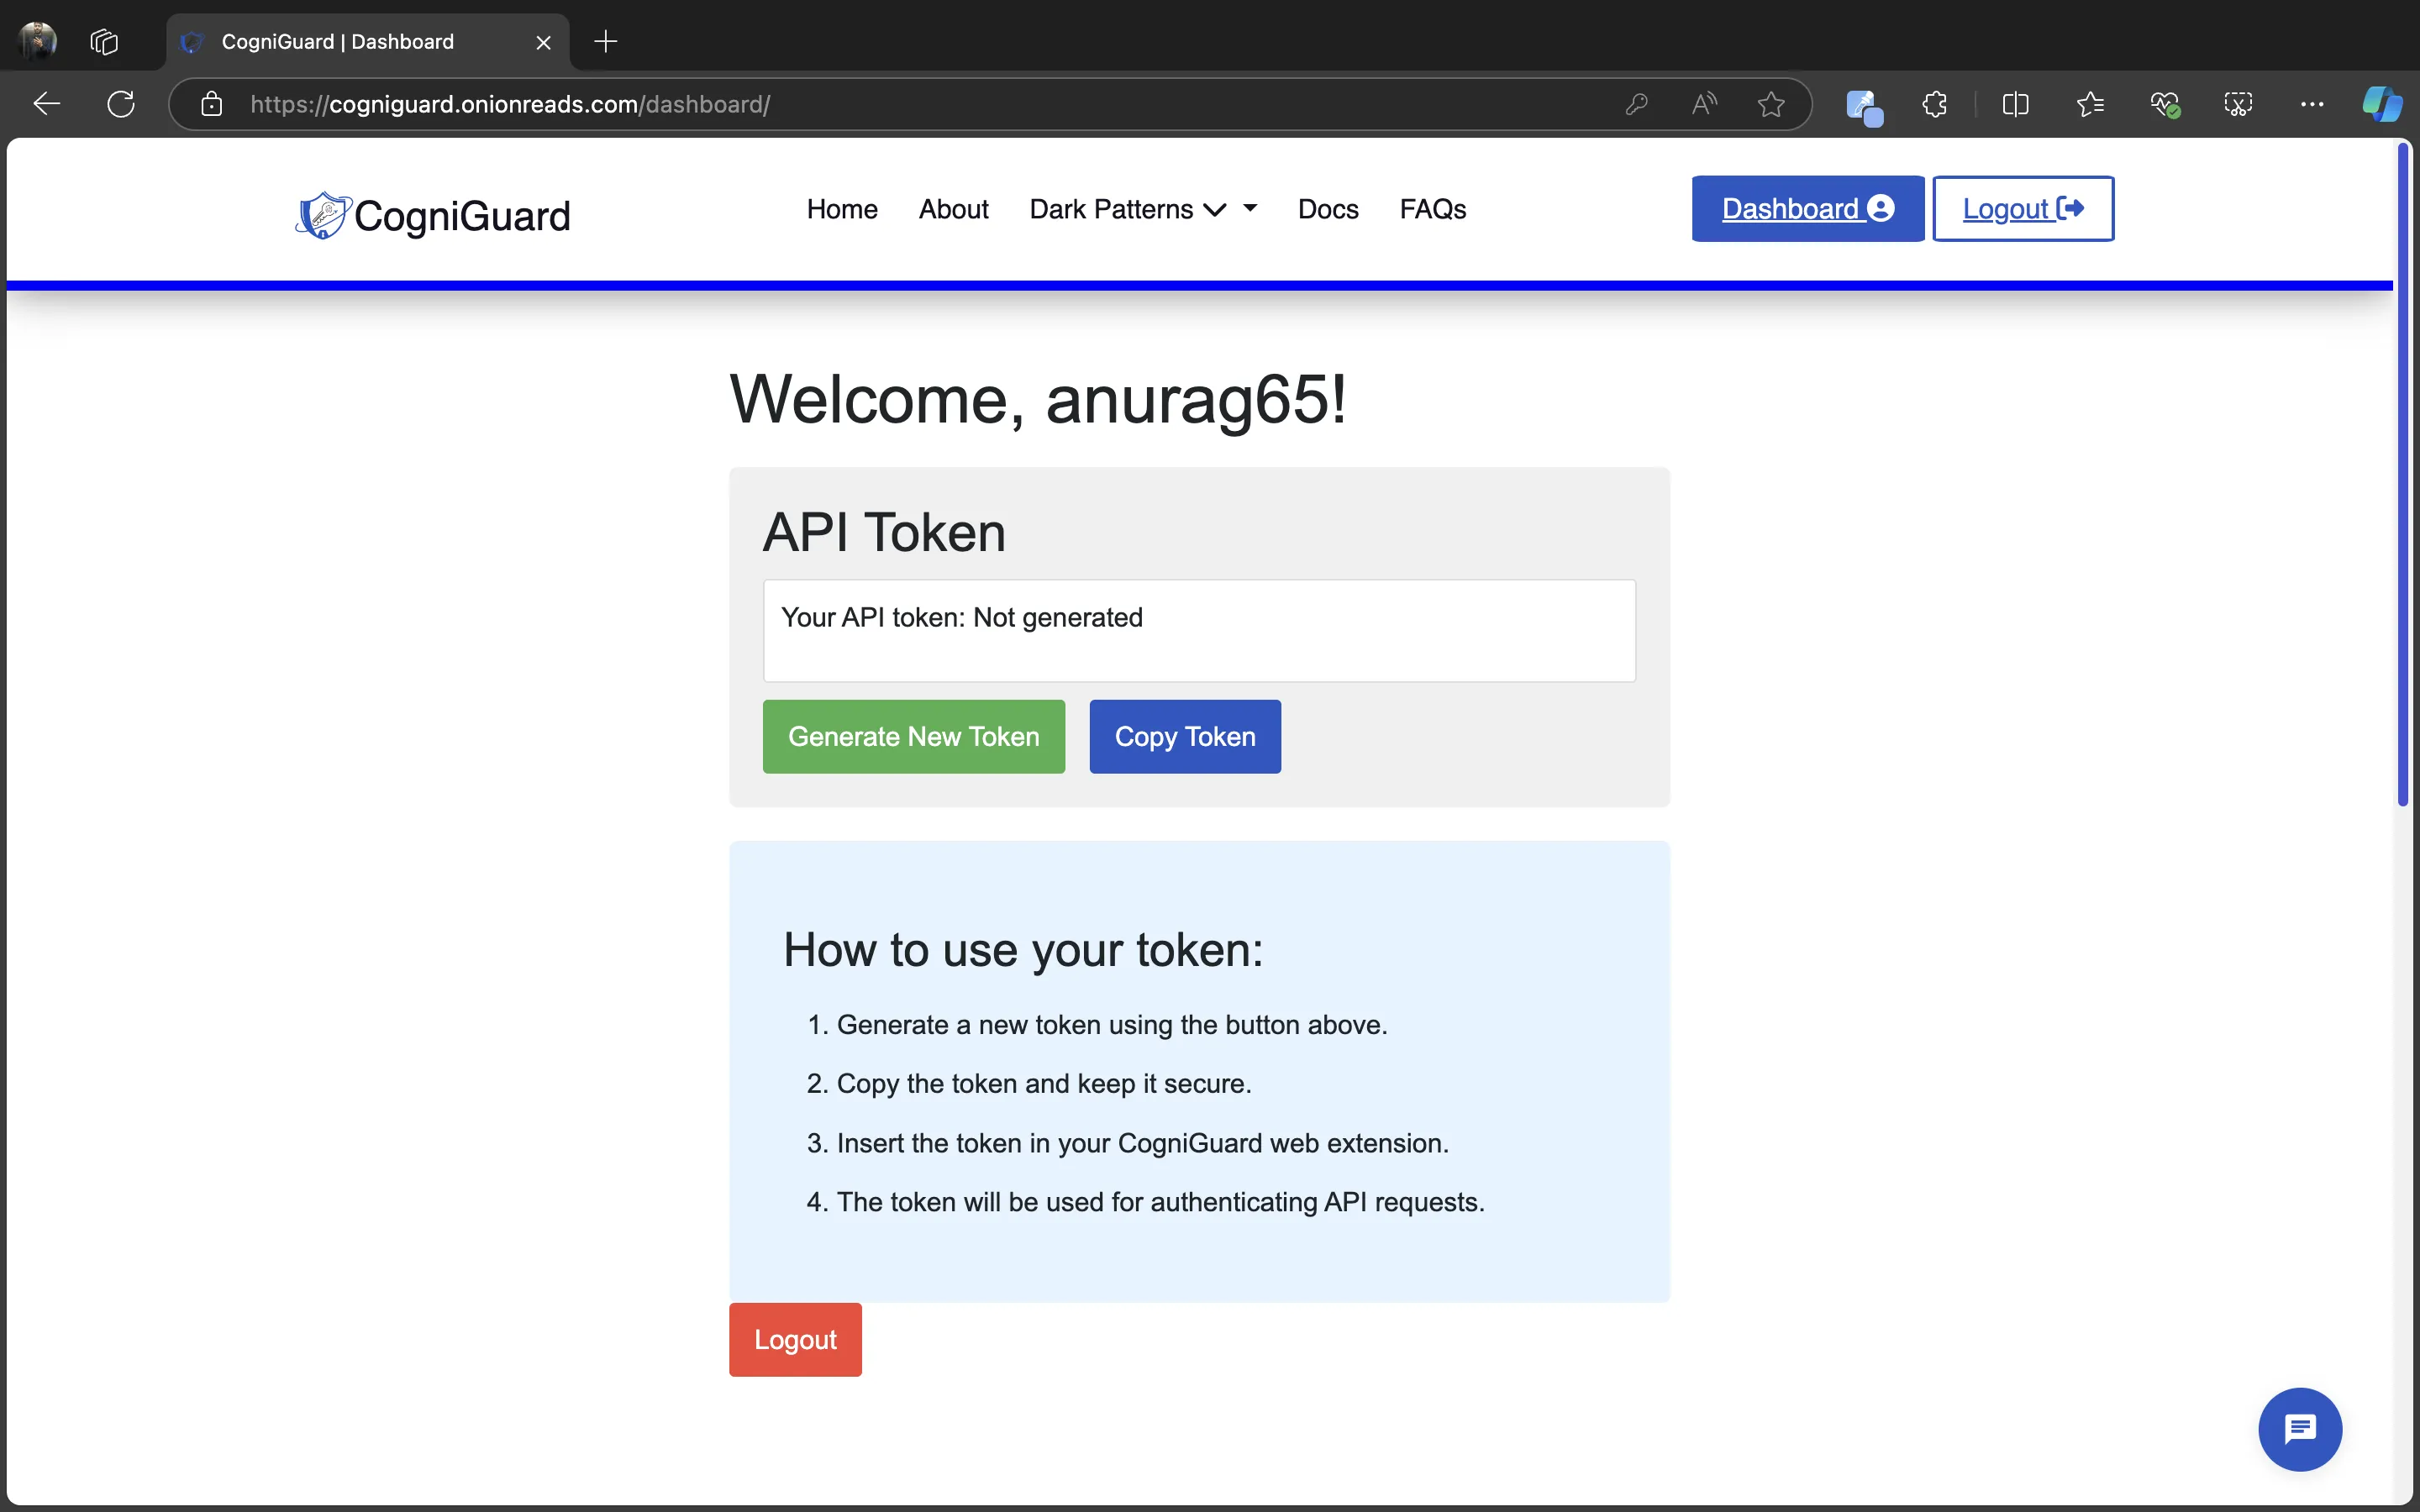 CogniGuard | Dashboard
https://cogniguard.onionreads.com/dashboard/
CogniGuard
Home
About
Dark Patterns
Docs
FAQs
Dashboard
Logout
Welcome, anurag65!
API Token
Your API token: Not generated
Generate New Token
Copy Token
How to use your token:
1. Generate a new token using the button above.
2. Copy the token and keep it secure.
3. Insert the token in your CogniGuard web extension.
4. The token will be used for authenticating API requests.
Logout